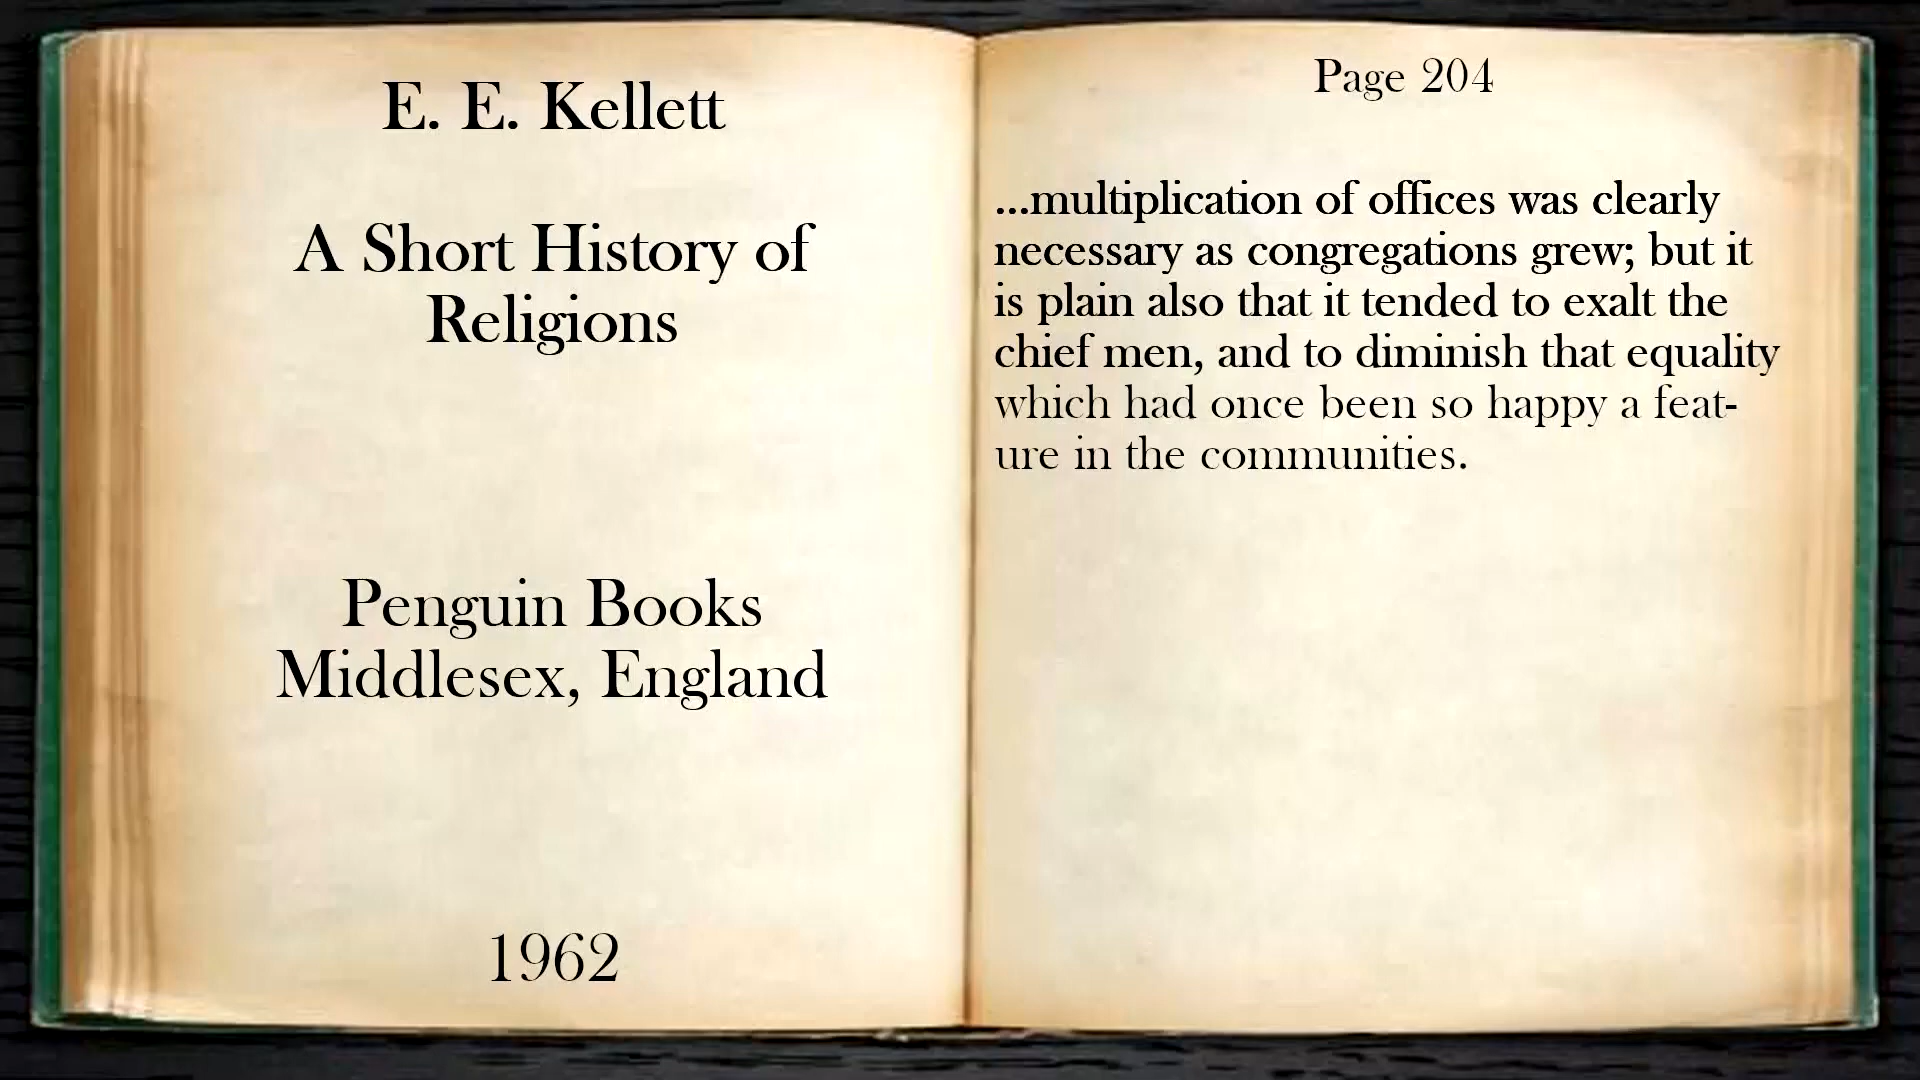 E. E. Kellett
A Short History of
Religions
Penguin Books
Middlesex, England
1962
Page 204
...multiplication of offices was clearly
necessary as congregations grew; but it
is plain also that it tended to exalt the
chief men, and to diminish that equality
which had once been so happy a feat-
ure in the communities.